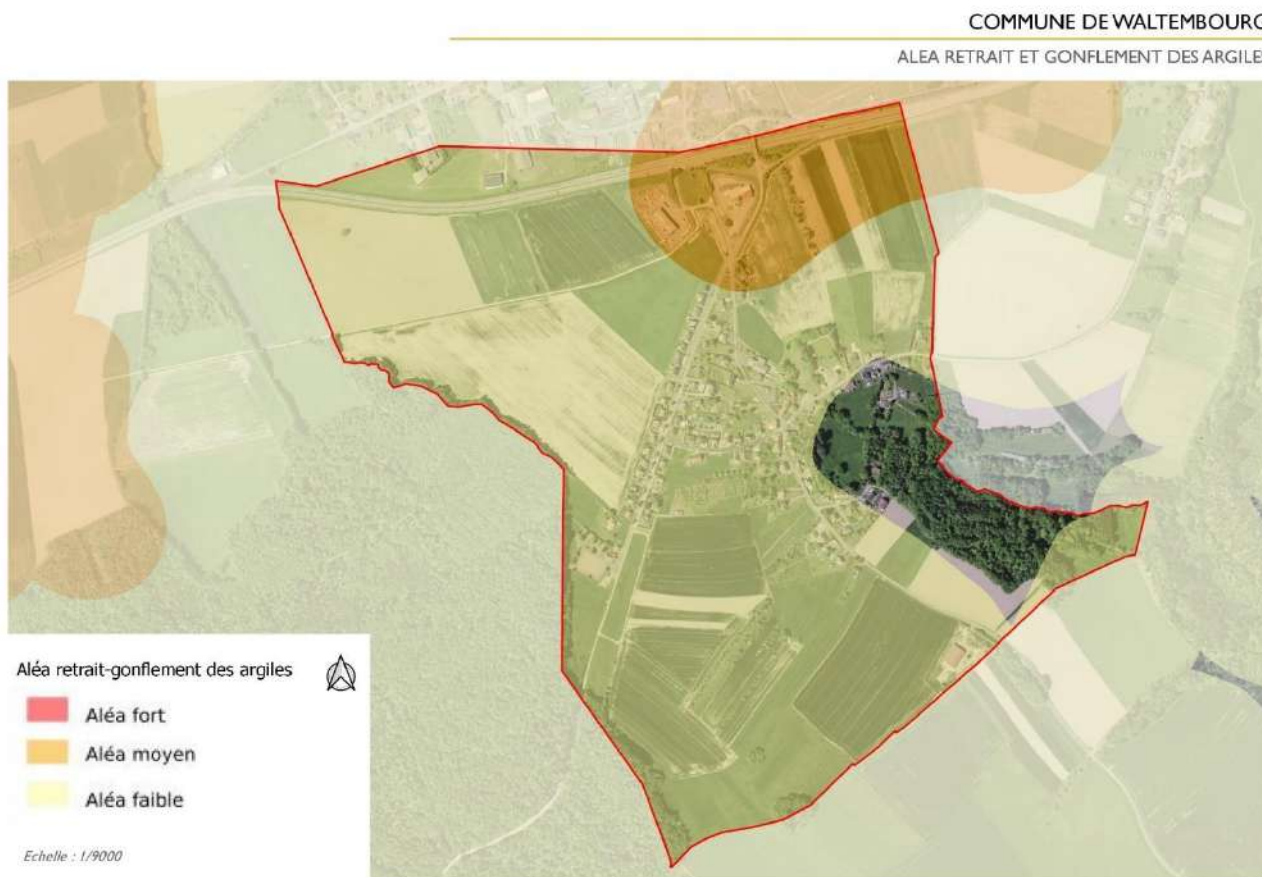 COMMUNE DE WALTEMBOURG
ALEA RETRAIT ET GONFLEMENT DES ARGILES
Aléa retrait-gonflement des argiles
Aléa fort
Aléa moyen
Aléa faible
Echelle : 1/9000